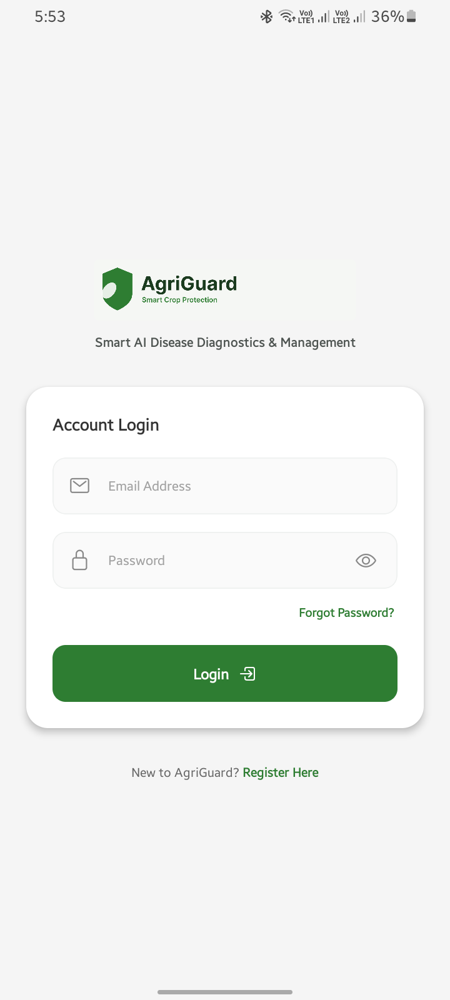 5:53 Vo)) LTE1 Vo)) LTE2 36%
AgriGuard
Smart Crop Protection
Smart AI Disease Diagnostics & Management
Account Login
Email Address
Password
Forgot Password?
Login
New to AgriGuard? Register Here